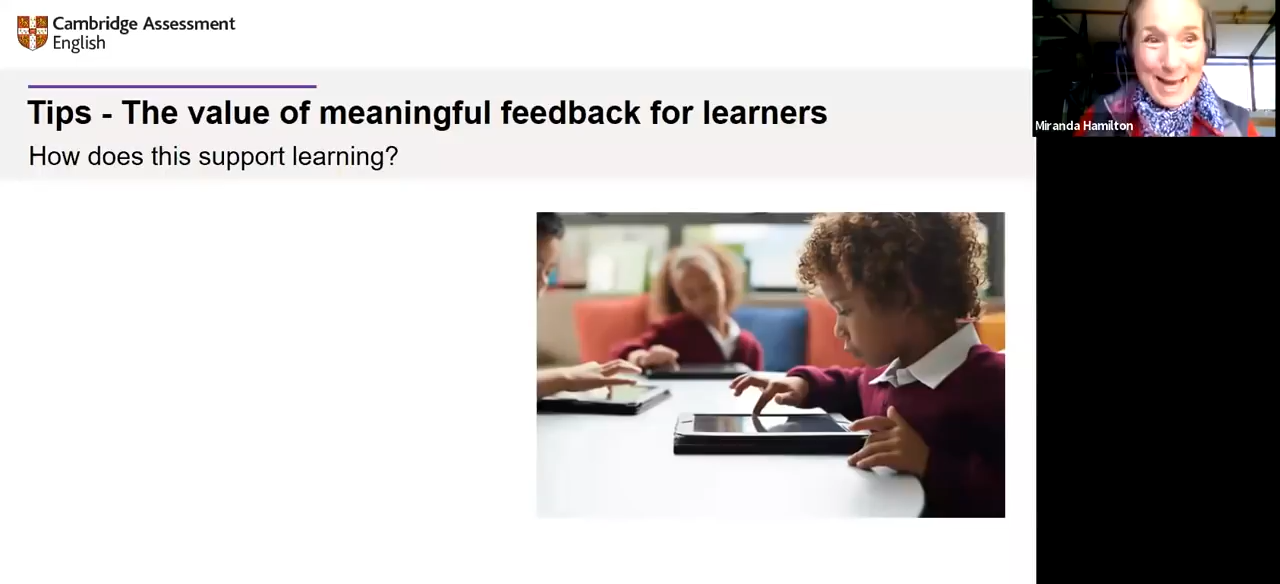 Cambridge Assessment
English
Tips - The value of meaningful feedback for learners
How does this support learning?
Miranda Hamilton